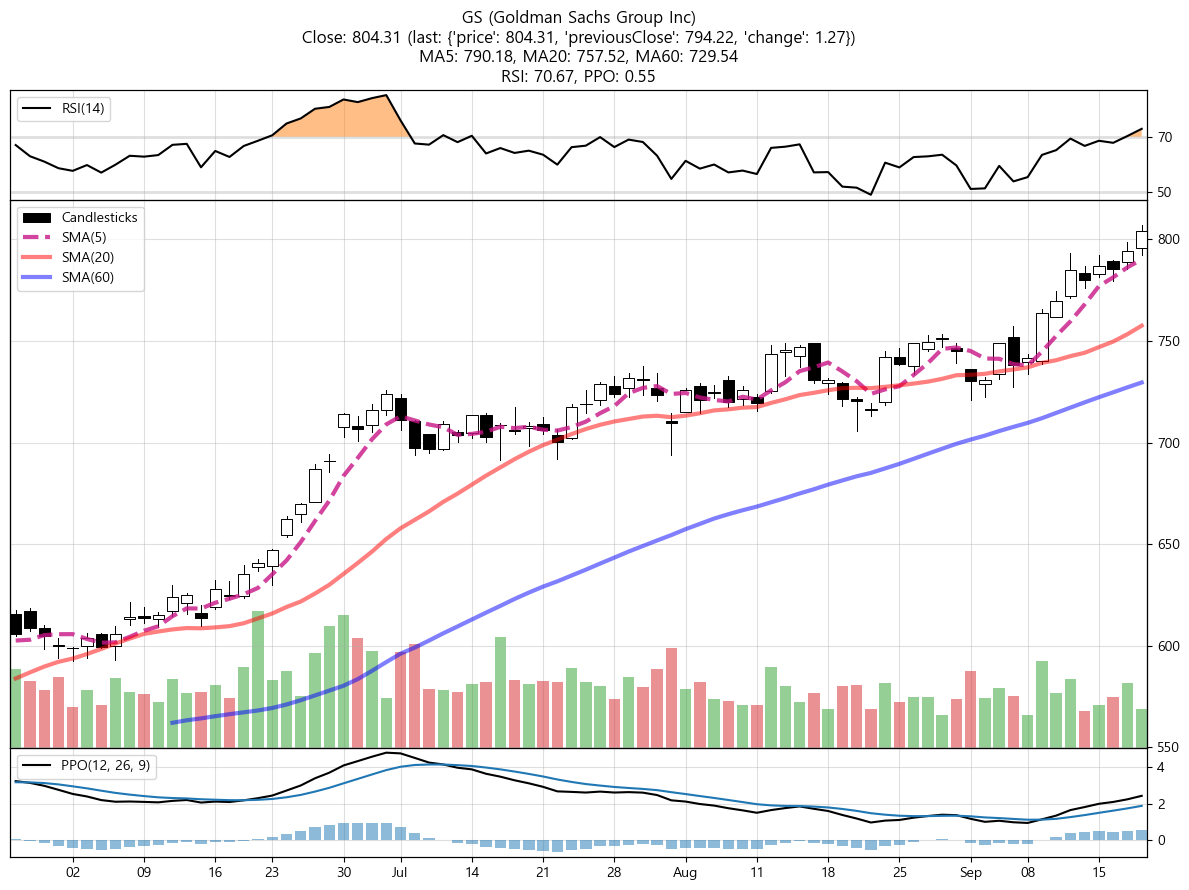 GS (Goldman Sachs Group Inc)
Close: 804.31 (last: {'price': 804.31, 'previousClose': 794.22, 'change': 1.27})
MA5: 790.18, MA20: 757.52, MA60: 729.54
RSI: 70.67, PPO: 0.55
RSI(14)
70
50
Candlesticks
SMA(5)
SMA(20)
SMA(60)
800
750
700
650
600
550
PPO(12, 26, 9)
4
2
0
02 09 16 23 30 Jul 14 21 28 Aug 11 18 25 Sep 08 15